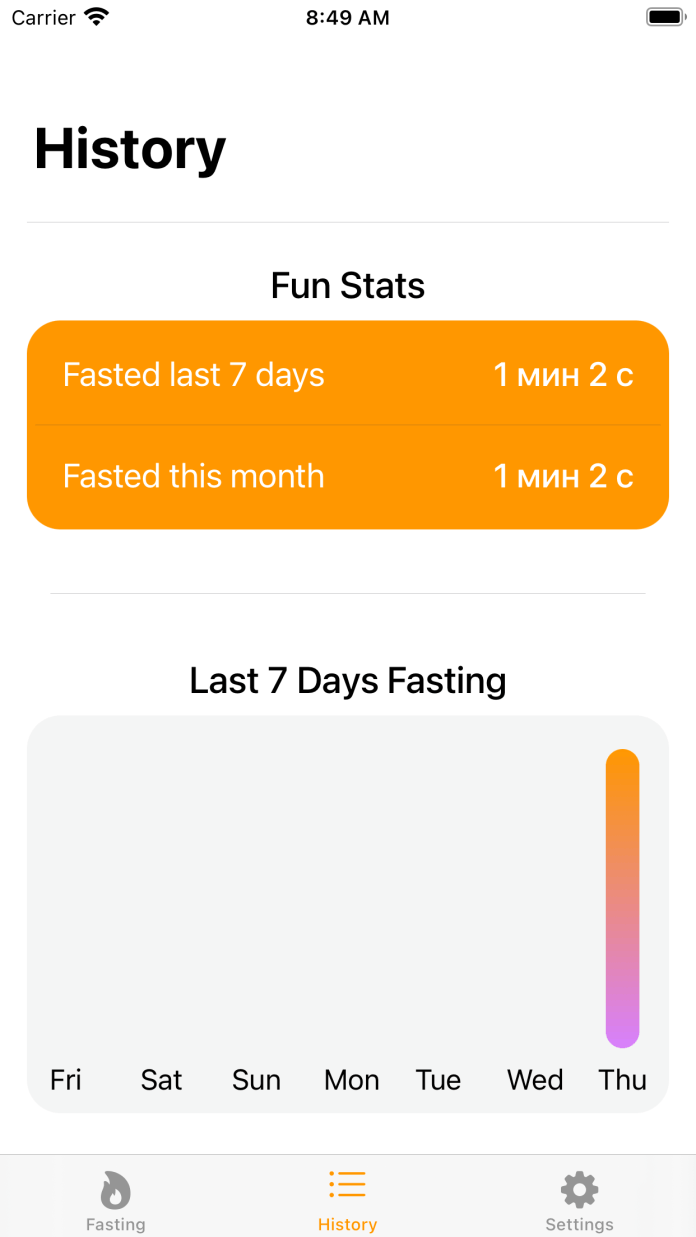 Carrier 8:49 AM
History
Fun Stats
Fasted last 7 days 1 мин 2 с
Fasted this month 1 мин 2 с
Last 7 Days Fasting
Fri Sat Sun Mon Tue Wed Thu
Fasting History Settings